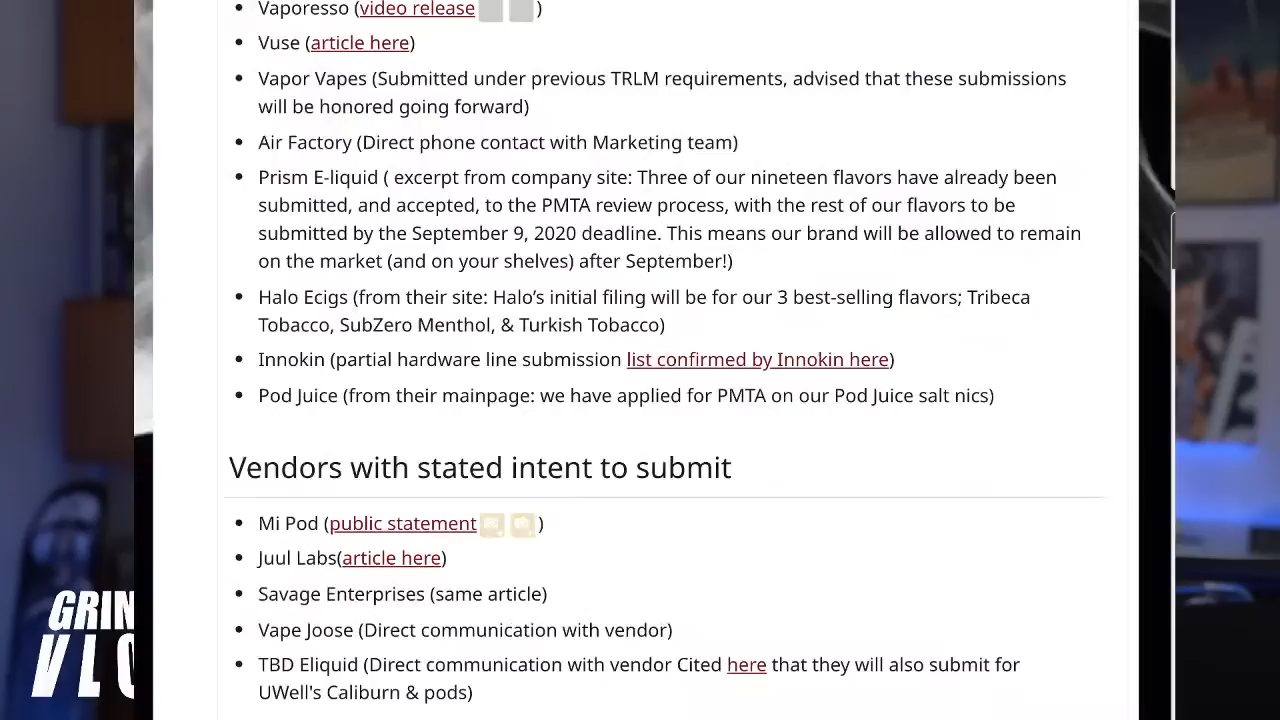 Vaporesso (video release )
Vuse (article here)
Vapor Vapes (Submitted under previous TRLM requirements, advised that these submissions
will be honored going forward)
Air Factory (Direct phone contact with Marketing team)
Prism E-liquid ( excerpt from company site: Three of our nineteen flavors have already been
submitted, and accepted, to the PMTA review process, with the rest of our flavors to be
submitted by the September 9, 2020 deadline. This means our brand will be allowed to remain
on the market (and on your shelves) after September!)
Halo Ecigs (from their site: Halo’s initial filing will be for our 3 best-selling flavors; Tribeca
Tobacco, SubZero Menthol, & Turkish Tobacco)
Innokin (partial hardware line submission list confirmed by Innokin here)
Pod Juice (from their mainpage: we have applied for PMTA on our Pod Juice salt nics)
Vendors with stated intent to submit
Mi Pod (public statement )
Juul Labs(article here)
Savage Enterprises (same article)
Vape Joose (Direct communication with vendor)
TBD Eliquid (Direct communication with vendor Cited here that they will also submit for
UWell's Caliburn & pods)
GRIN
VLO